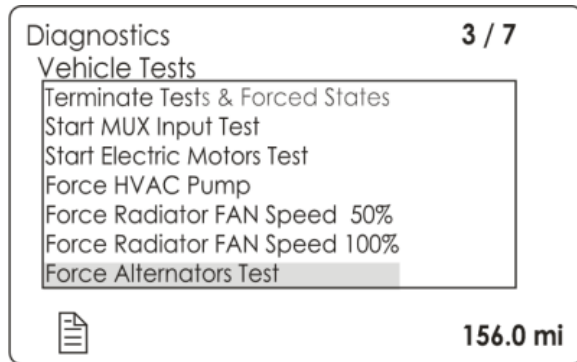 Diagnostics 3 / 7
Vehicle Tests
Terminate Tests & Forced States
Start MUX Input Test
Start Electric Motors Test
Force HVAC Pump
Force Radiator FAN Speed 50%
Force Radiator FAN Speed 100%
Force Alternators Test
156.0 mi